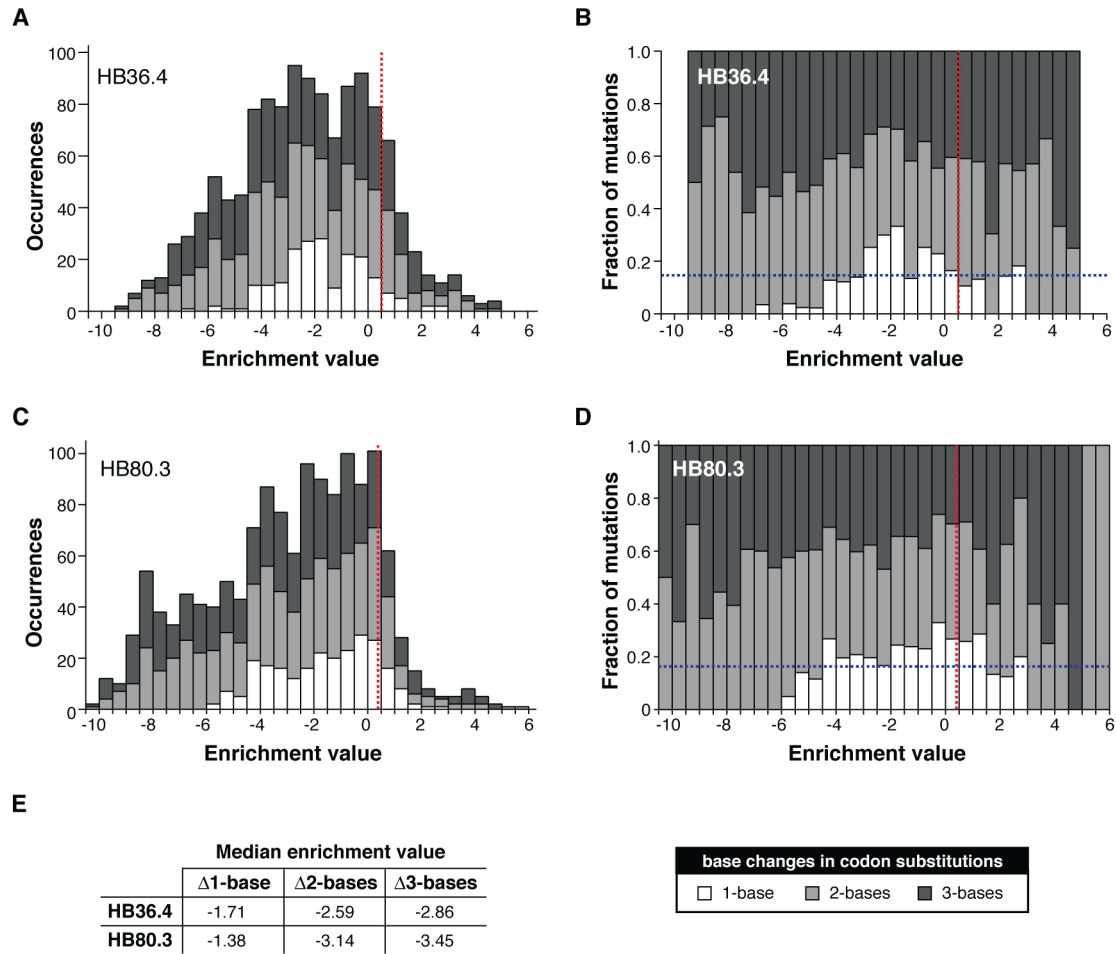 A
HB36.4
Occurrences
100
80
60
40
20
0
-10 -8 -6 -4 -2 0 2 4 6
Enrichment value
B
HB36.4
Fraction of mutations
1.0
0.8
0.6
0.4
0.2
0
-10 -8 -6 -4 -2 0 2 4 6
Enrichment value
C
HB80.3
Occurrences
100
80
60
40
20
0
-10 -8 -6 -4 -2 0 2 4 6
Enrichment value
D
HB80.3
Fraction of mutations
1.0
0.8
0.6
0.4
0.2
0
-10 -8 -6 -4 -2 0 2 4 6
Enrichment value
E
Median enrichment value
Δ1-base Δ2-bases Δ3-bases
HB36.4 -1.71 -2.59 -2.86
HB80.3 -1.38 -3.14 -3.45
base changes in codon substitutions
1-base 2-bases 3-bases